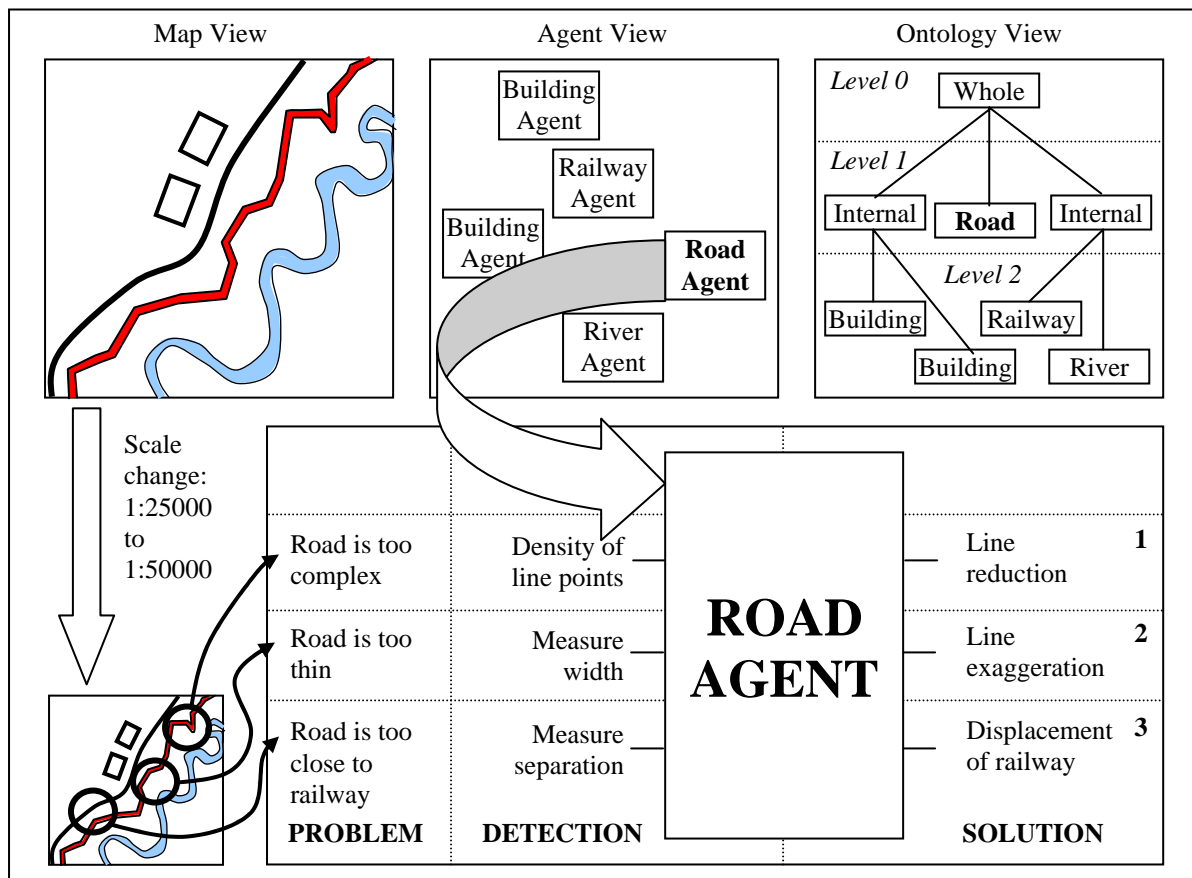 Map View
Agent View
Ontology View
Building
Agent
Railway
Agent
Building
Agent
Road
Agent
River
Agent
Level 0
Whole
Level 1
Internal
Road
Internal
Level 2
Building
Railway
Building
River
Scale
change:
1:25000
to
1:50000
Road is too
complex
Density of
line points
Line
reduction
1
Road is too
thin
Measure
width
Line
exaggeration
2
Road is too
close to
railway
Measure
separation
Displacement
of railway
3
ROAD
AGENT
PROBLEM
DETECTION
SOLUTION